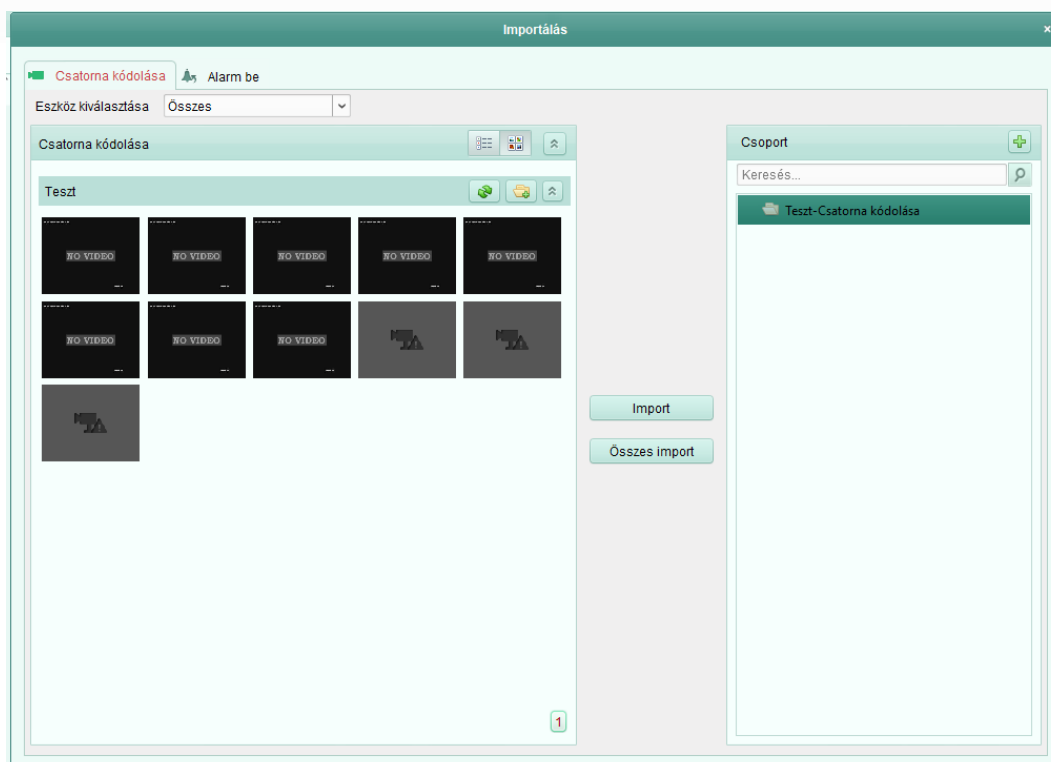 Importálás
Csatorna kódolása
Alarm be
Eszköz kiválasztása
Összes
Csatorna kódolása
Csoport
Keresés...
Teszt
Teszt-Csatorna kódolása
NO VIDEO
NO VIDEO
NO VIDEO
NO VIDEO
NO VIDEO
NO VIDEO
NO VIDEO
NO VIDEO
Import
Összes import
1